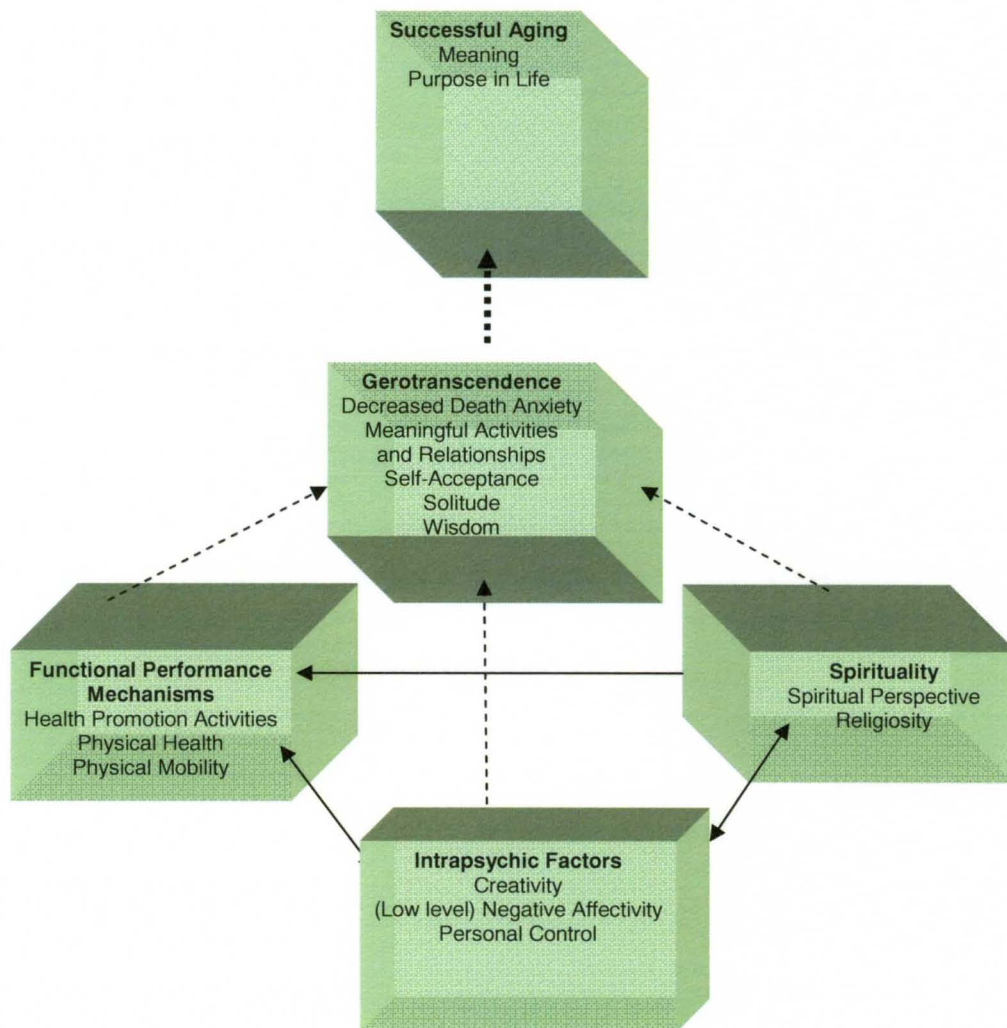 Successful Aging
Meaning
Purpose in Life
Gerotranscendence
Decreased Death Anxiety
Meaningful Activities
and Relationships
Self-Acceptance
Solitude
Wisdom
Functional Performance
Mechanisms
Health Promotion Activities
Physical Health
Physical Mobility
Spirituality
Spiritual Perspective
Religiosity
Intrapsychic Factors
Creativity
(Low level) Negative Affectivity
Personal Control